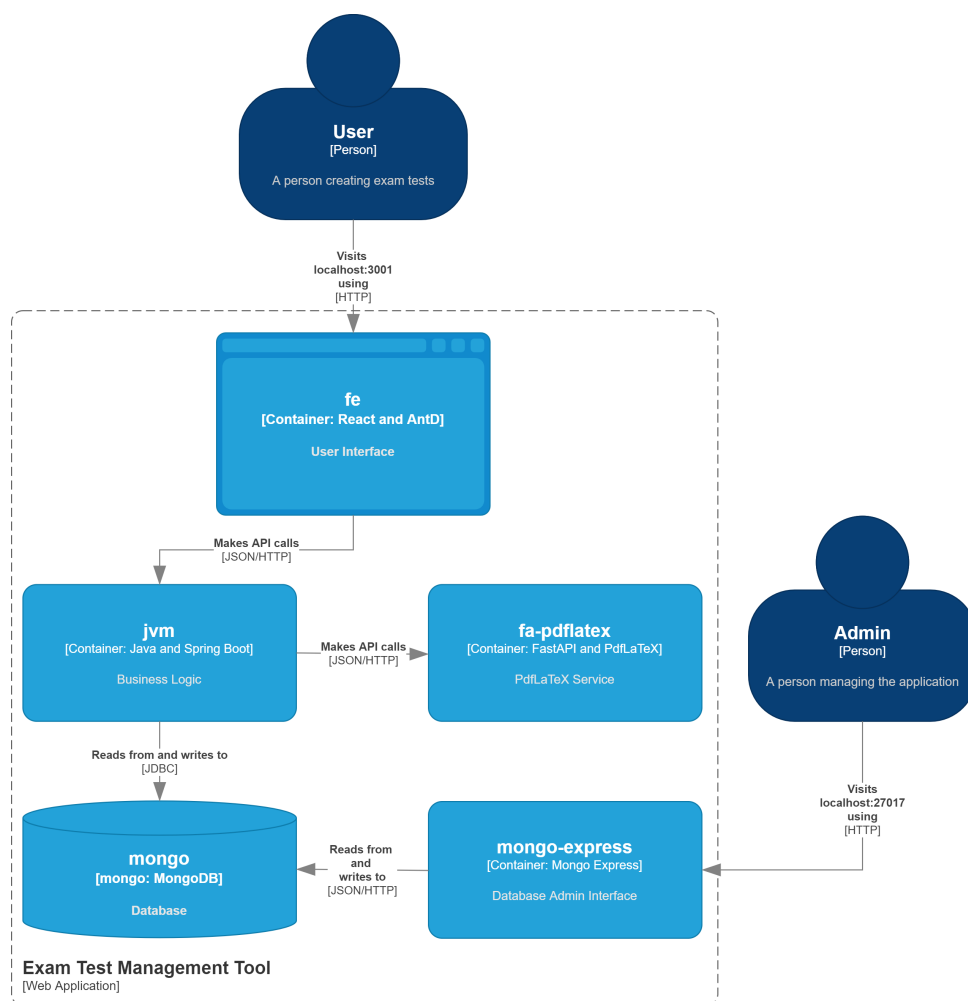 User
[Person]
A person creating exam tests
Visits
localhost:3001
using
[HTTP]
fe
[Container: React and AntD]
User Interface
Makes API calls
[JSON/HTTP]
jvm
[Container: Java and Spring Boot]
Business Logic
Makes API calls
[JSON/HTTP]
fa-pdflatex
[Container: FastAPI and PdfLaTeX]
PdfLaTeX Service
Admin
[Person]
A person managing the application
Reads from and writes to
[JDBC]
Visits
localhost:27017
using
[HTTP]
mongo
[mongo: MongoDB]
Database
Reads from
and
writes to
[JSON/HTTP]
mongo-express
[Container: Mongo Express]
Database Admin Interface
Exam Test Management Tool
[Web Application]